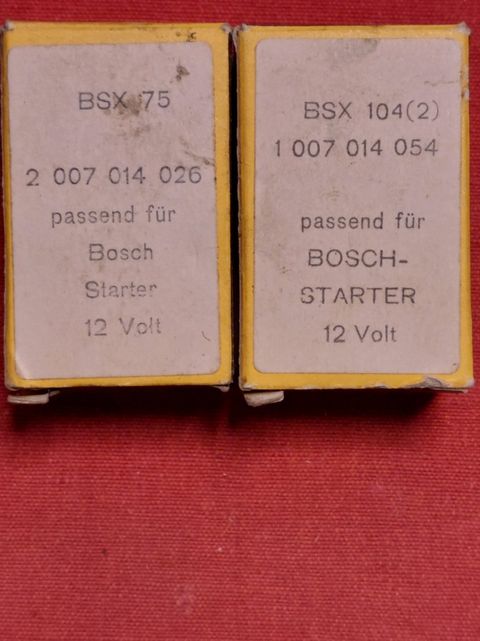 BSX 75
2 007 014 026
passend für
Bosch
Starter
12 Volt
BSX 104(2)
1 007 014 054
passend für
BOSCH-
STARTER
12 Volt